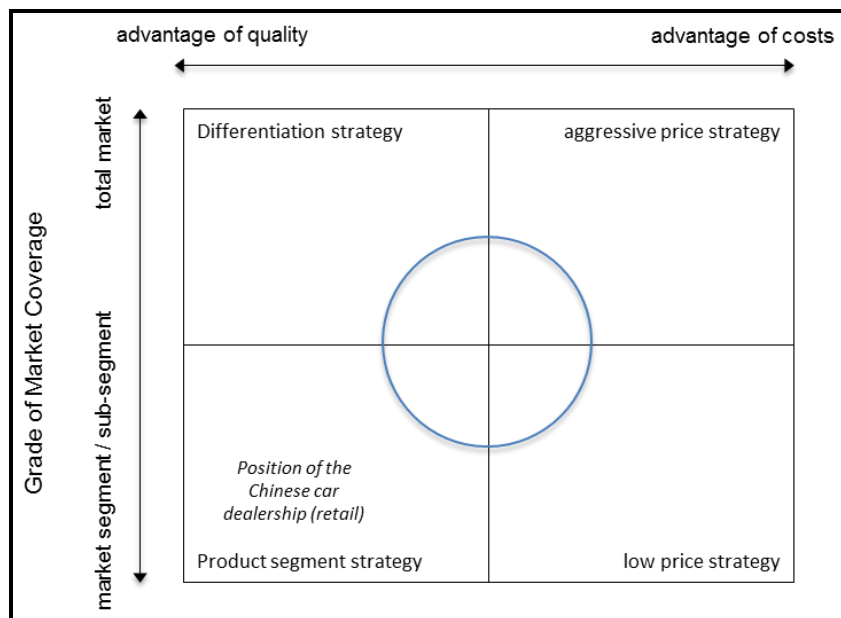 advantage of quality
advantage of costs
Grade of Market Coverage
total market
market segment / sub-segment
Differentiation strategy
aggressive price strategy
Position of the
Chinese car
dealership (retail)
Product segment strategy
low price strategy